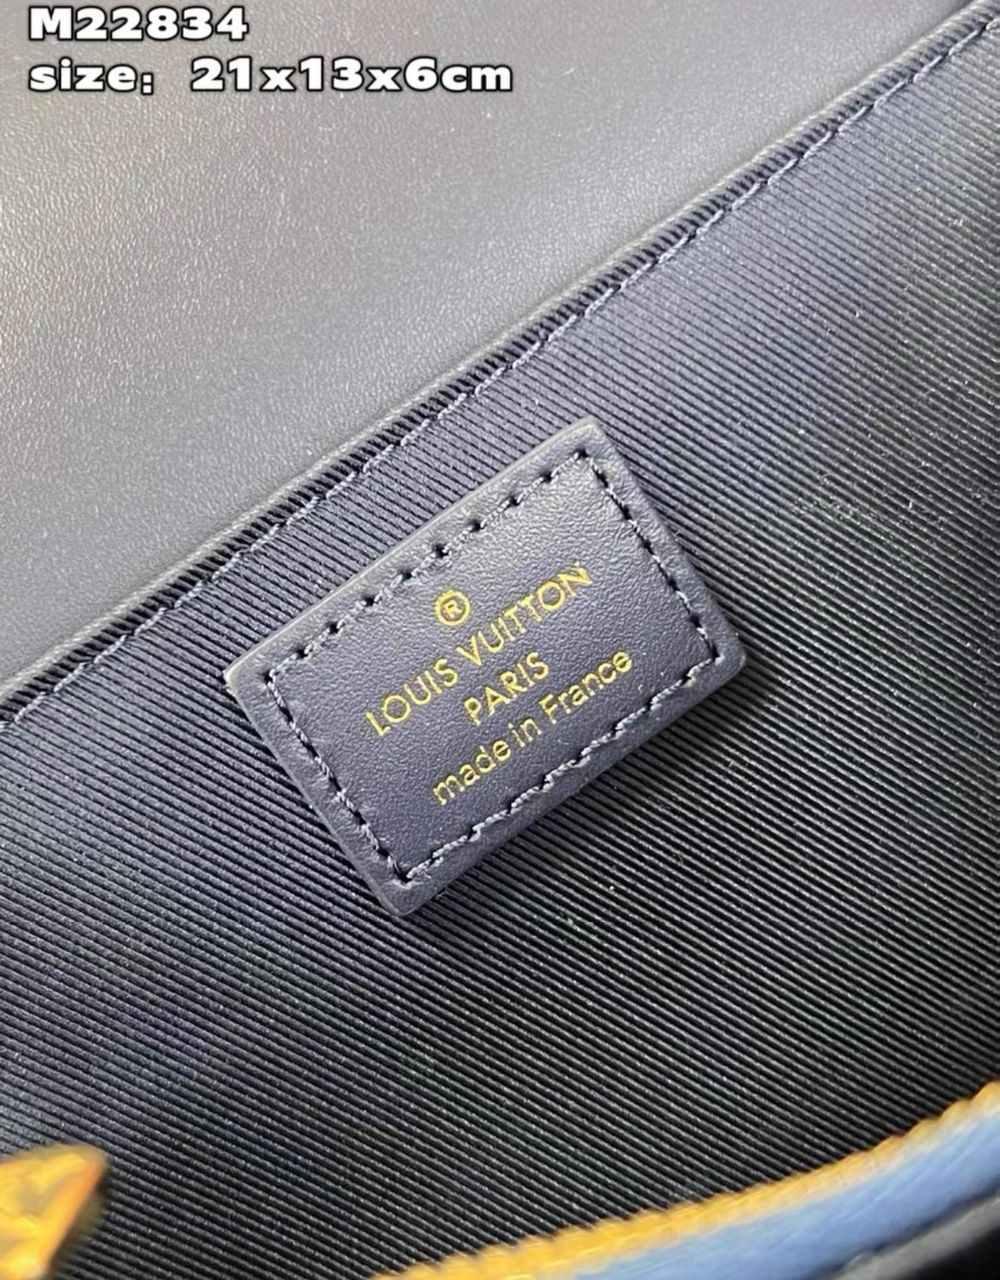 M22834
size：21x13x6cm
®
LOUIS VUITTON
PARIS
made in France